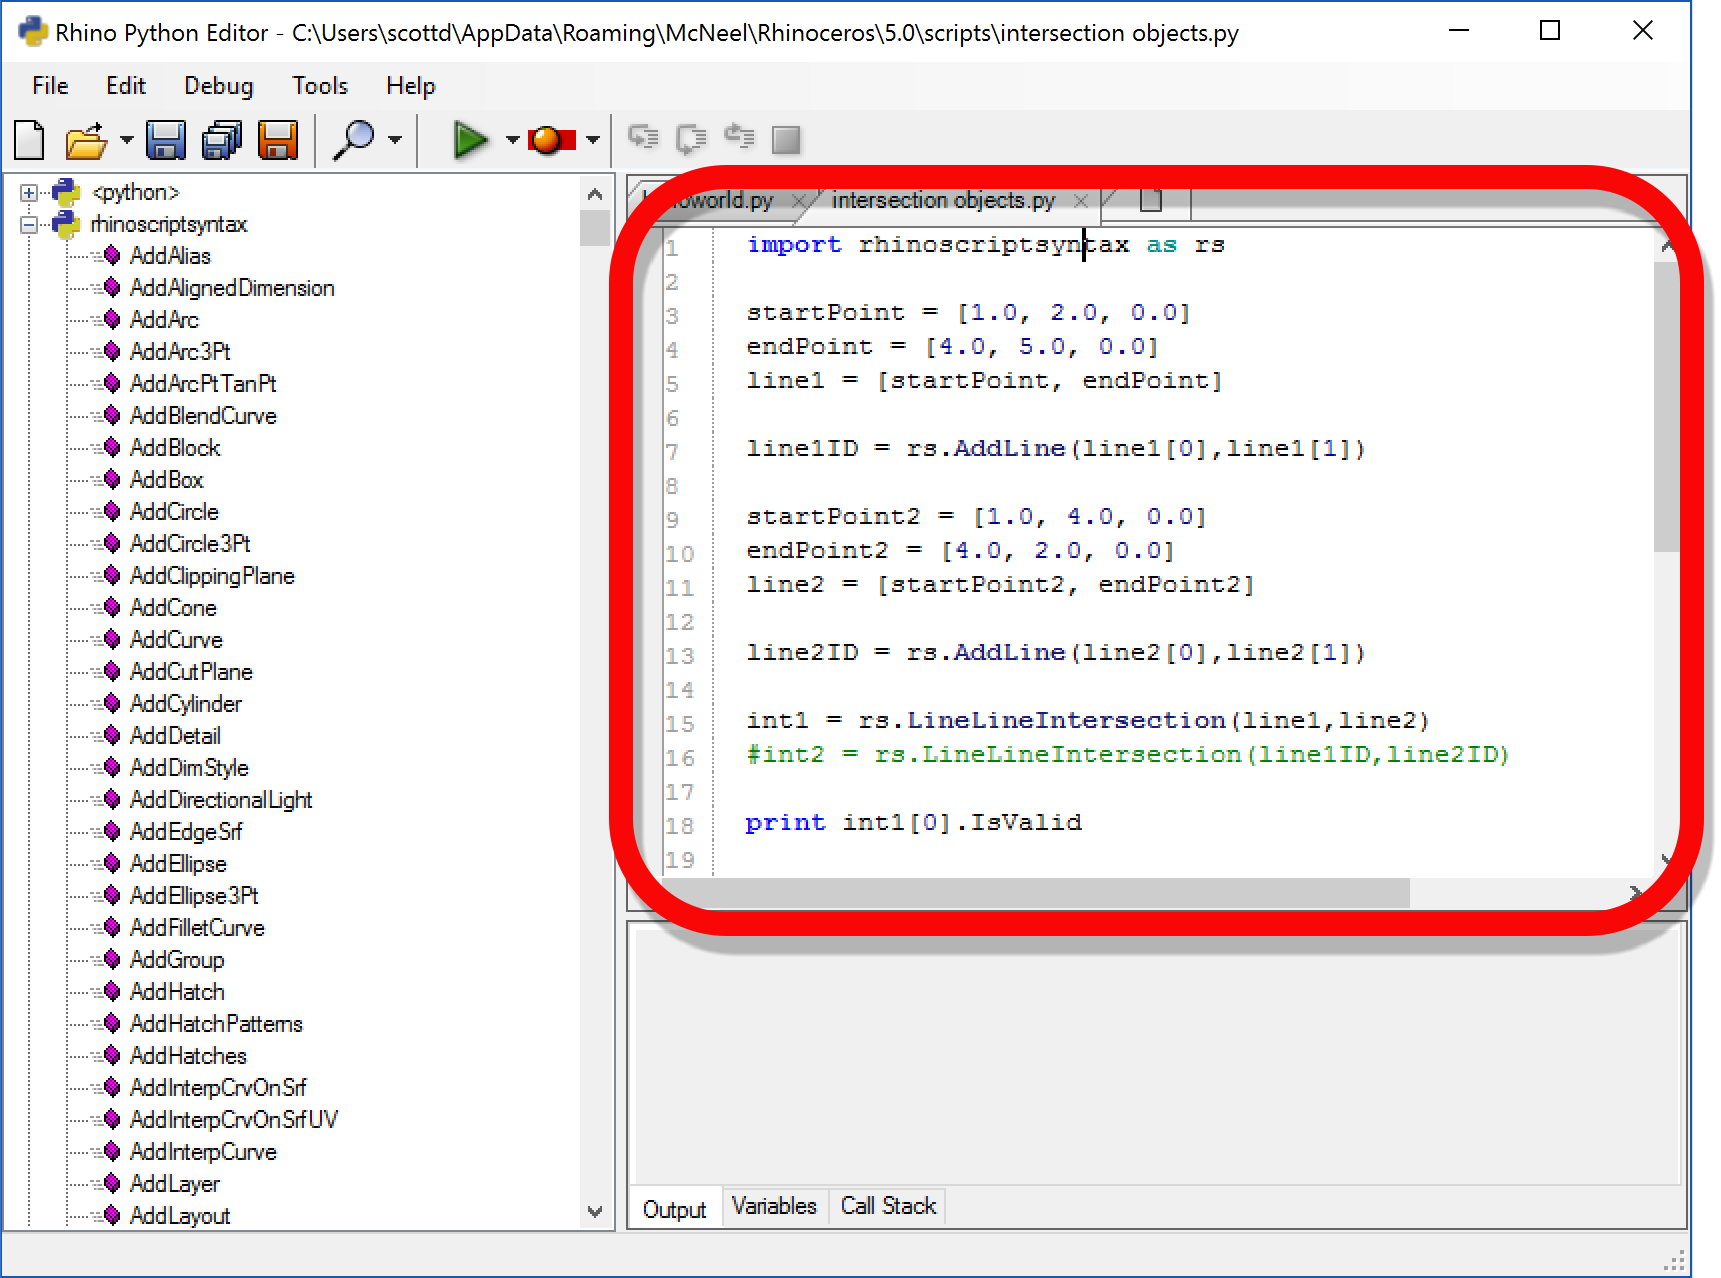 Rhino Python Editor - C:\Users\scottd\AppData\Roaming\McNeel\Rhinoceros\5.0\scripts\intersection objects.py
File Edit Debug Tools Help
<python>
rhinoscriptsyntax
AddAlias
AddAlignedDimension
AddArc
AddArc3Pt
AddArcPtTanPt
AddBlendCurve
AddBlock
AddBox
AddCircle
AddCircle3Pt
AddClippingPlane
AddCone
AddCurve
AddCutPlane
AddCylinder
AddDetail
AddDimStyle
AddDirectionalLight
AddEdgeSrf
AddEllipse
AddEllipse3Pt
AddFilletCurve
AddGroup
AddHatch
AddHatchPatterns
AddHatches
AddInterpCrvOnSrf
AddInterpCrvOnSrfUV
AddInterpCurve
AddLayer
AddLayout
intersection objects.py
1 import rhinoscriptsyntax as rs
2
3 startPoint = [1.0, 2.0, 0.0]
4 endPoint = [4.0, 5.0, 0.0]
5 line1 = [startPoint, endPoint]
6
7 line1ID = rs.AddLine(line1[0],line1[1])
8
9 startPoint2 = [1.0, 4.0, 0.0]
10 endPoint2 = [4.0, 2.0, 0.0]
11 line2 = [startPoint2, endPoint2]
12
13 line2ID = rs.AddLine(line2[0],line2[1])
14
15 int1 = rs.LineLineIntersection(line1,line2)
16 #int2 = rs.LineLineIntersection(line1ID,line2ID)
17
18 print int1[0].IsValid
19
Output Variables Call Stack